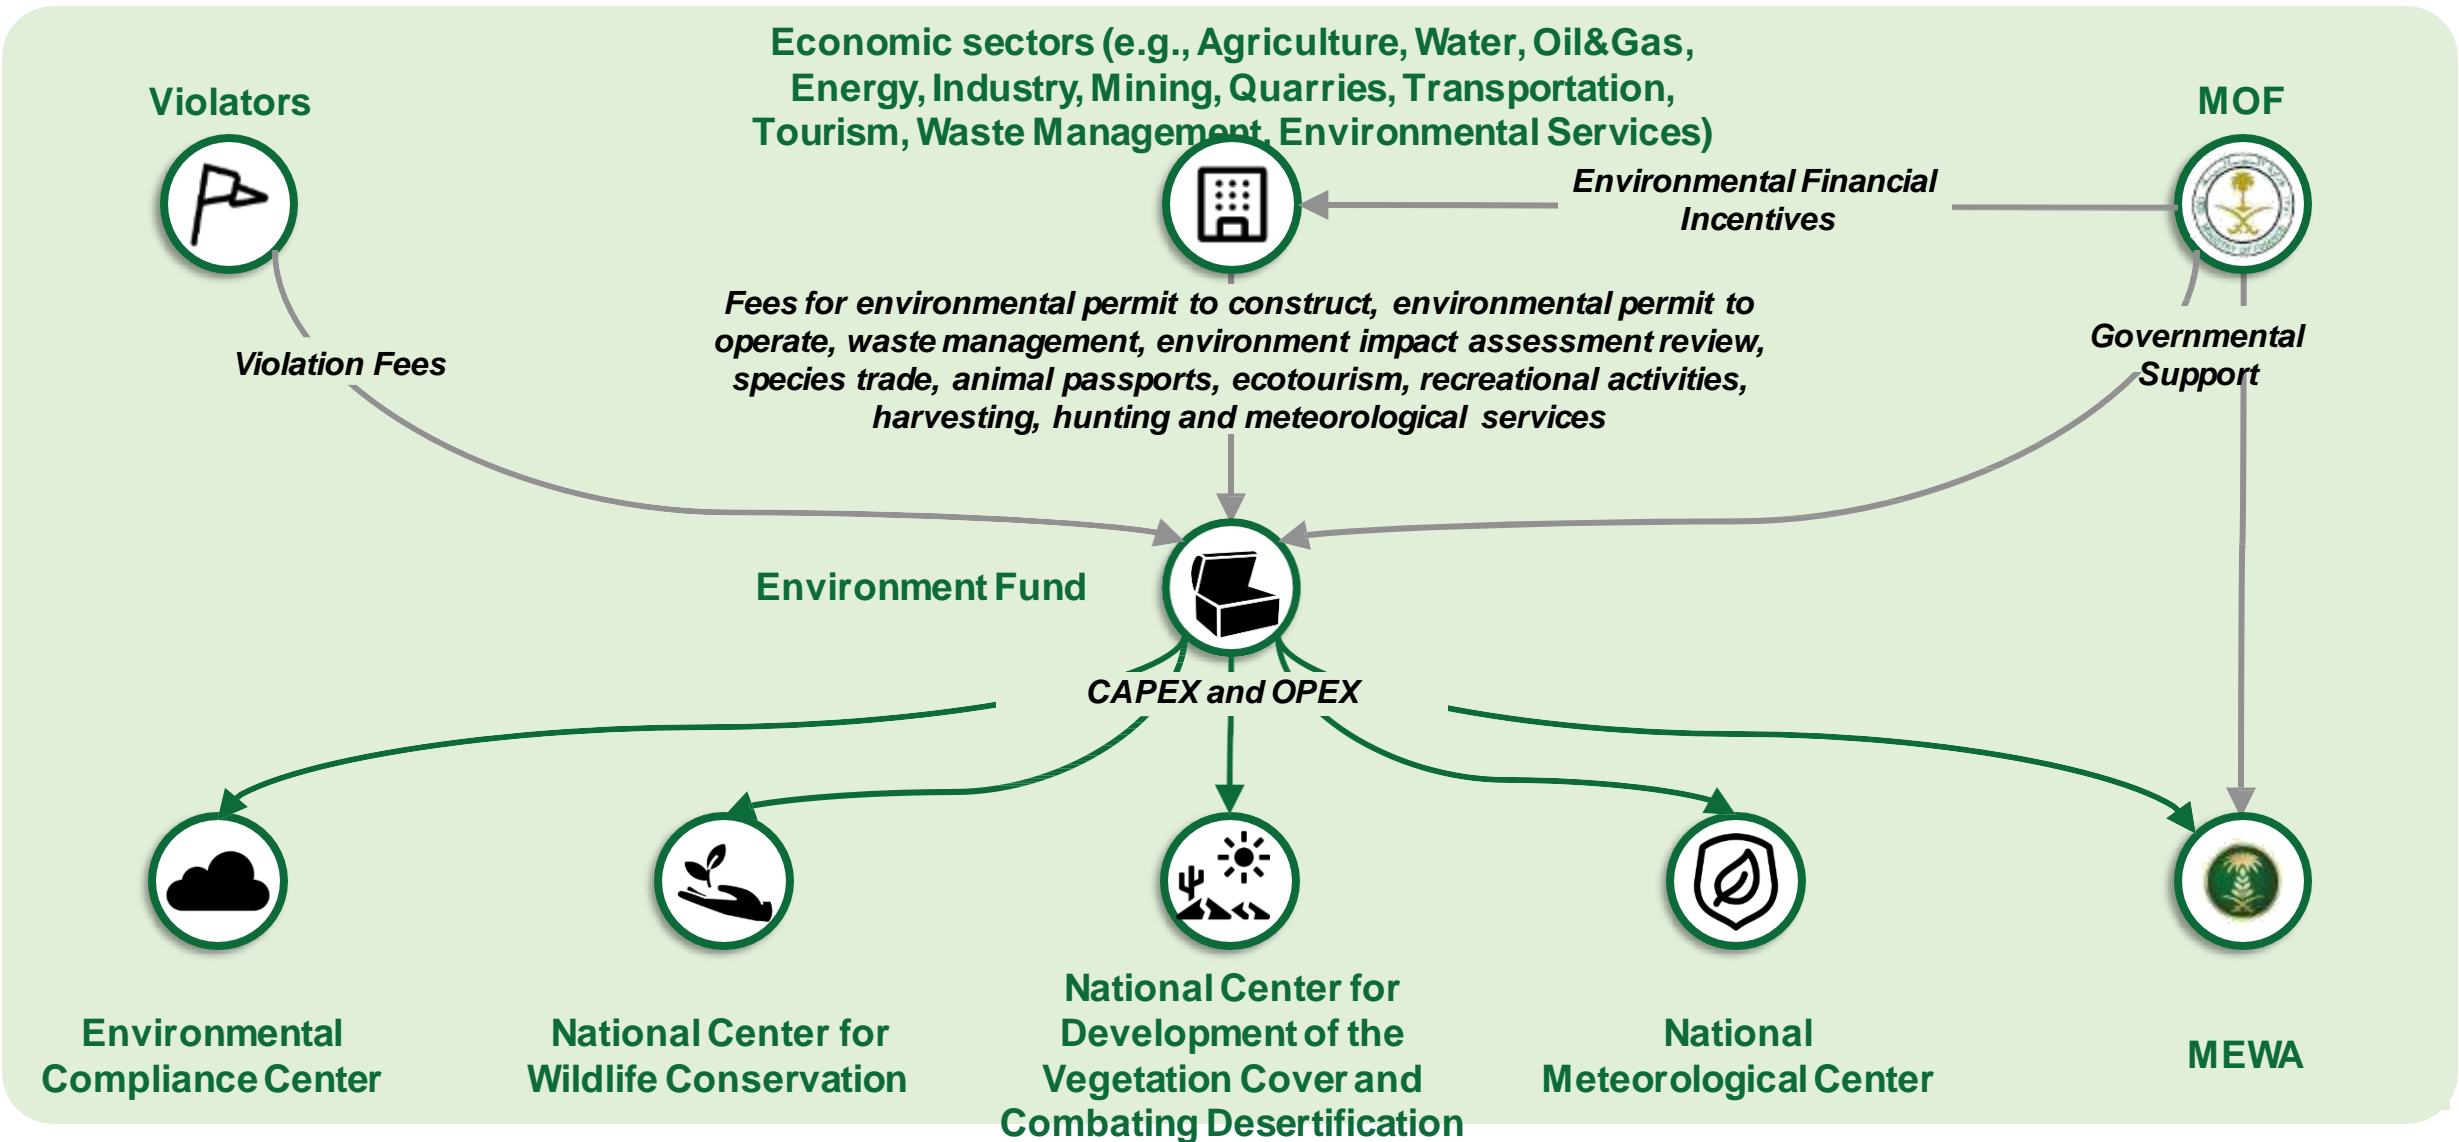 Economic sectors (e.g., Agriculture, Water, Oil&Gas,
Energy, Industry, Mining, Quarries, Transportation,
Tourism, Waste Management, Environmental Services)
Violators
MOF
Environmental Financial
Incentives
Fees for environmental permit to construct, environmental permit to
operate, waste management, environment impact assessment review,
species trade, animal passports, ecotourism, recreational activities,
harvesting, hunting and meteorological services
Violation Fees
Governmental
Support
Environment Fund
CAPEX and OPEX
Environmental
Compliance Center
National Center for
Wildlife Conservation
National Center for
Development of the
Vegetation Cover and
Combating Desertification
National
Meteorological Center
MEWA